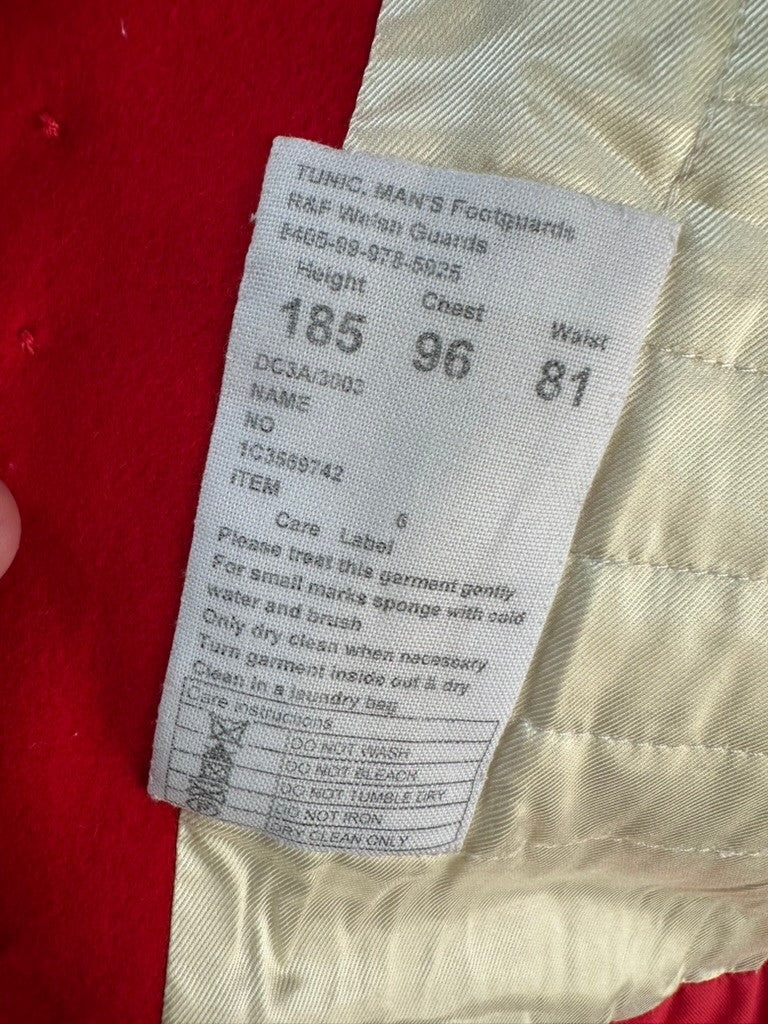 TUNIC, MAN'S Footguards
R&F Welsh Guards
8405-99-978-5925
Height Chest Waist
185 96 81
DC3A/3003
NAME
NO
1C3569742
ITEM
6
Care Label
Please treat this garment gently
For small marks sponge with cold
water and brush
Only dry clean when necessary
Turn garment inside out & dry
Clean in a laundry bag
Care Instructions
DO NOT WASH
DO NOT BLEACH
DO NOT TUMBLE DRY
DO NOT IRON
DRY CLEAN ONLY